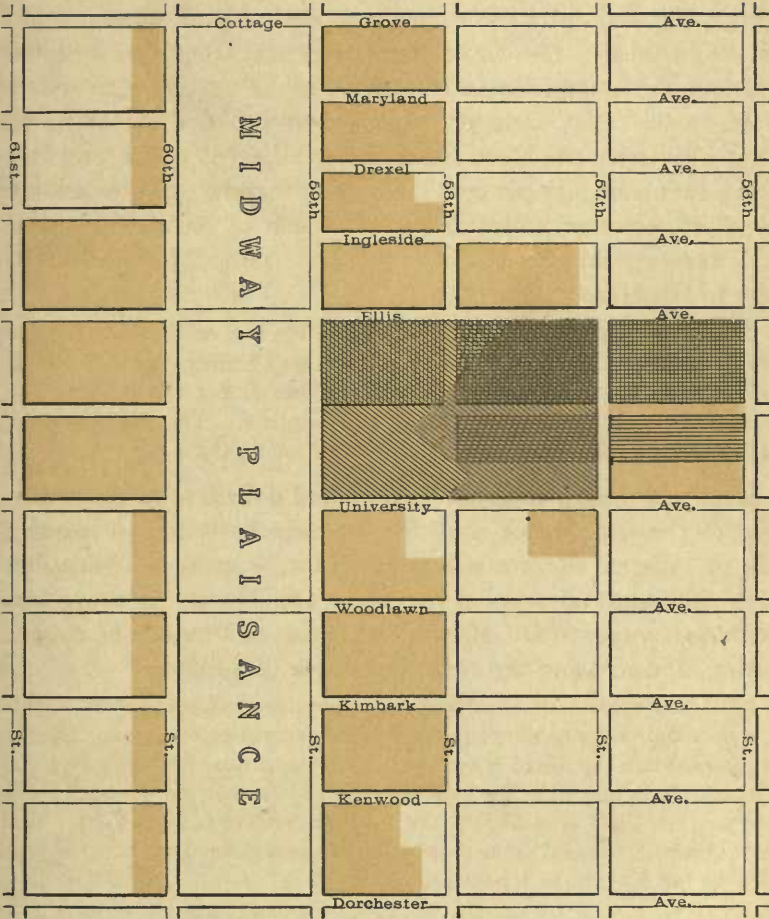 Cottage Grove Ave.
Maryland Ave.
61st 60th
Drexel Ave.
59th 58th 57th 56th
Ingleside Ave.
MIDWAY PLAISANCE
Ellis Ave.
University Ave.
Woodlawn Ave.
Kimbark Ave.
St. St. St. St. St. St.
Kenwood Ave.
Dorchester Ave.